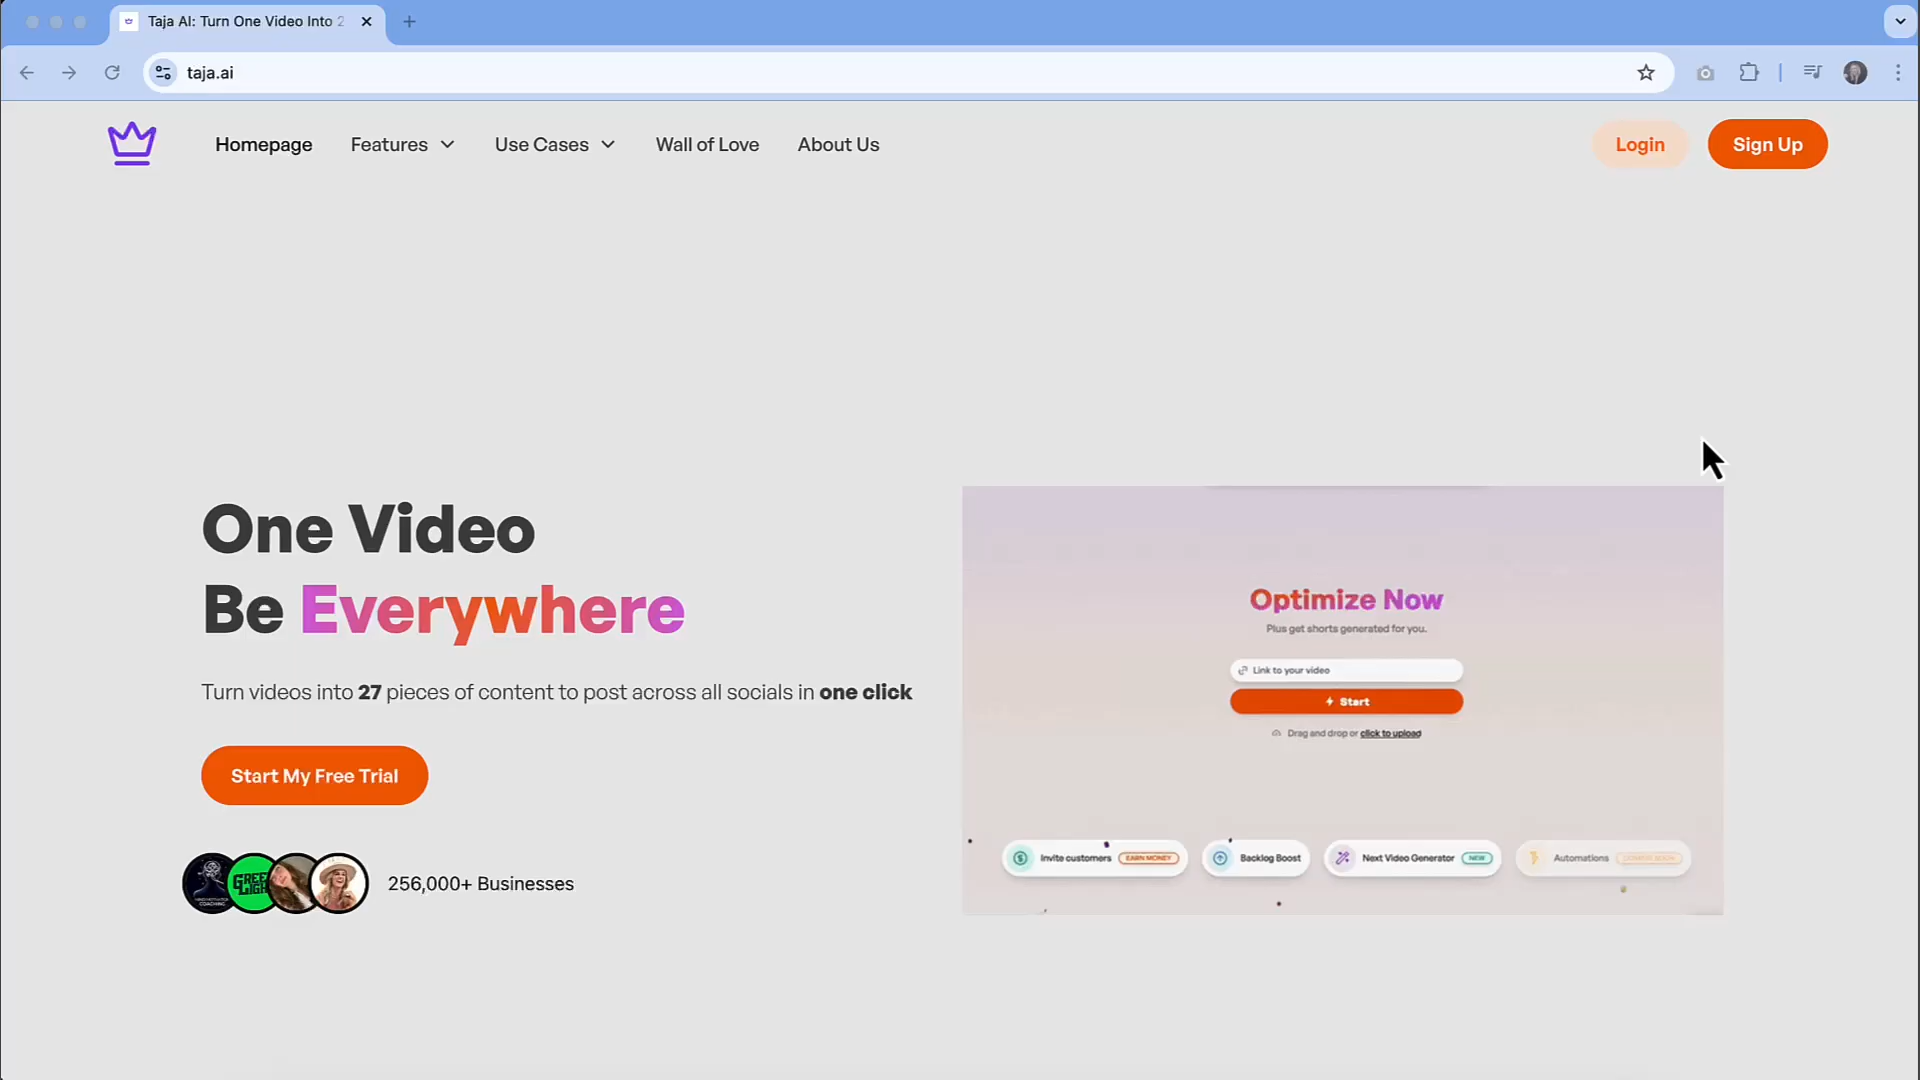 Taja AI: Turn One Video Into 2
taja.ai
Homepage
Features
Use Cases
Wall of Love
About Us
Login
Sign Up
One Video
Be Everywhere
Turn videos into 27 pieces of content to post across all socials in one click
Start My Free Trial
256,000+ Businesses
Optimize Now
Plus get shorts generated for you.
Link to your video
Start
Drag and drop or click to upload
Invite customers EARN MONEY
Backlog Boost
Next Video Generator NEW
Automations COMING SOON
GREEN
LIGHT